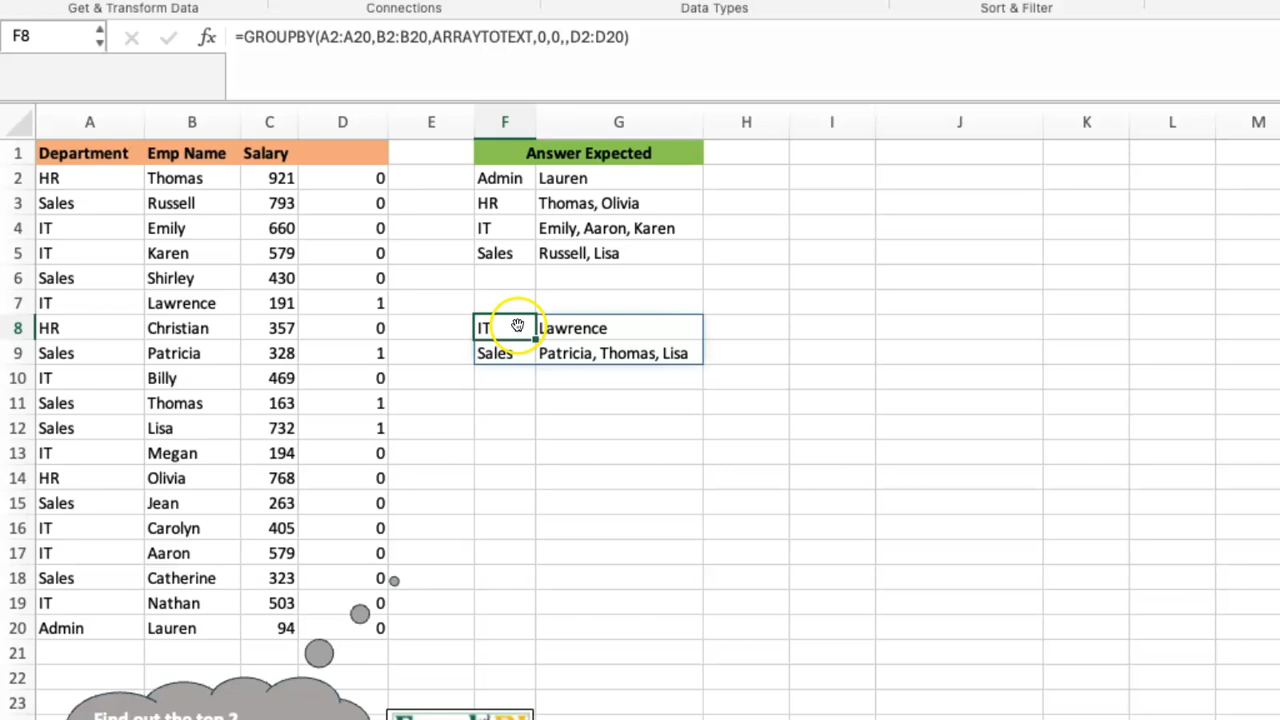 Get & Transform Data Connections Data Types Sort & Filter
F8 fx =GROUPBY(A2:A20,B2:B20,ARRAYTOTEXT,0,0,,D2:D20)
A B C D E F G H I J K L M
1 Department Emp Name Salary Answer Expected
2 HR Thomas 921 0 Admin Lauren
3 Sales Russell 793 0 HR Thomas, Olivia
4 IT Emily 660 0 IT Emily, Aaron, Karen
5 IT Karen 579 0 Sales Russell, Lisa
6 Sales Shirley 430 0
7 IT Lawrence 191 1
8 HR Christian 357 0 IT Lawrence
9 Sales Patricia 328 1 Sales Patricia, Thomas, Lisa
10 IT Billy 469 0
11 Sales Thomas 163 1
12 Sales Lisa 732 1
13 IT Megan 194 0
14 HR Olivia 768 0
15 Sales Jean 263 0
16 IT Carolyn 405 0
17 IT Aaron 579 0
18 Sales Catherine 323 0
19 IT Nathan 503 0
20 Admin Lauren 94 0
21
22
23 Find out the top 2